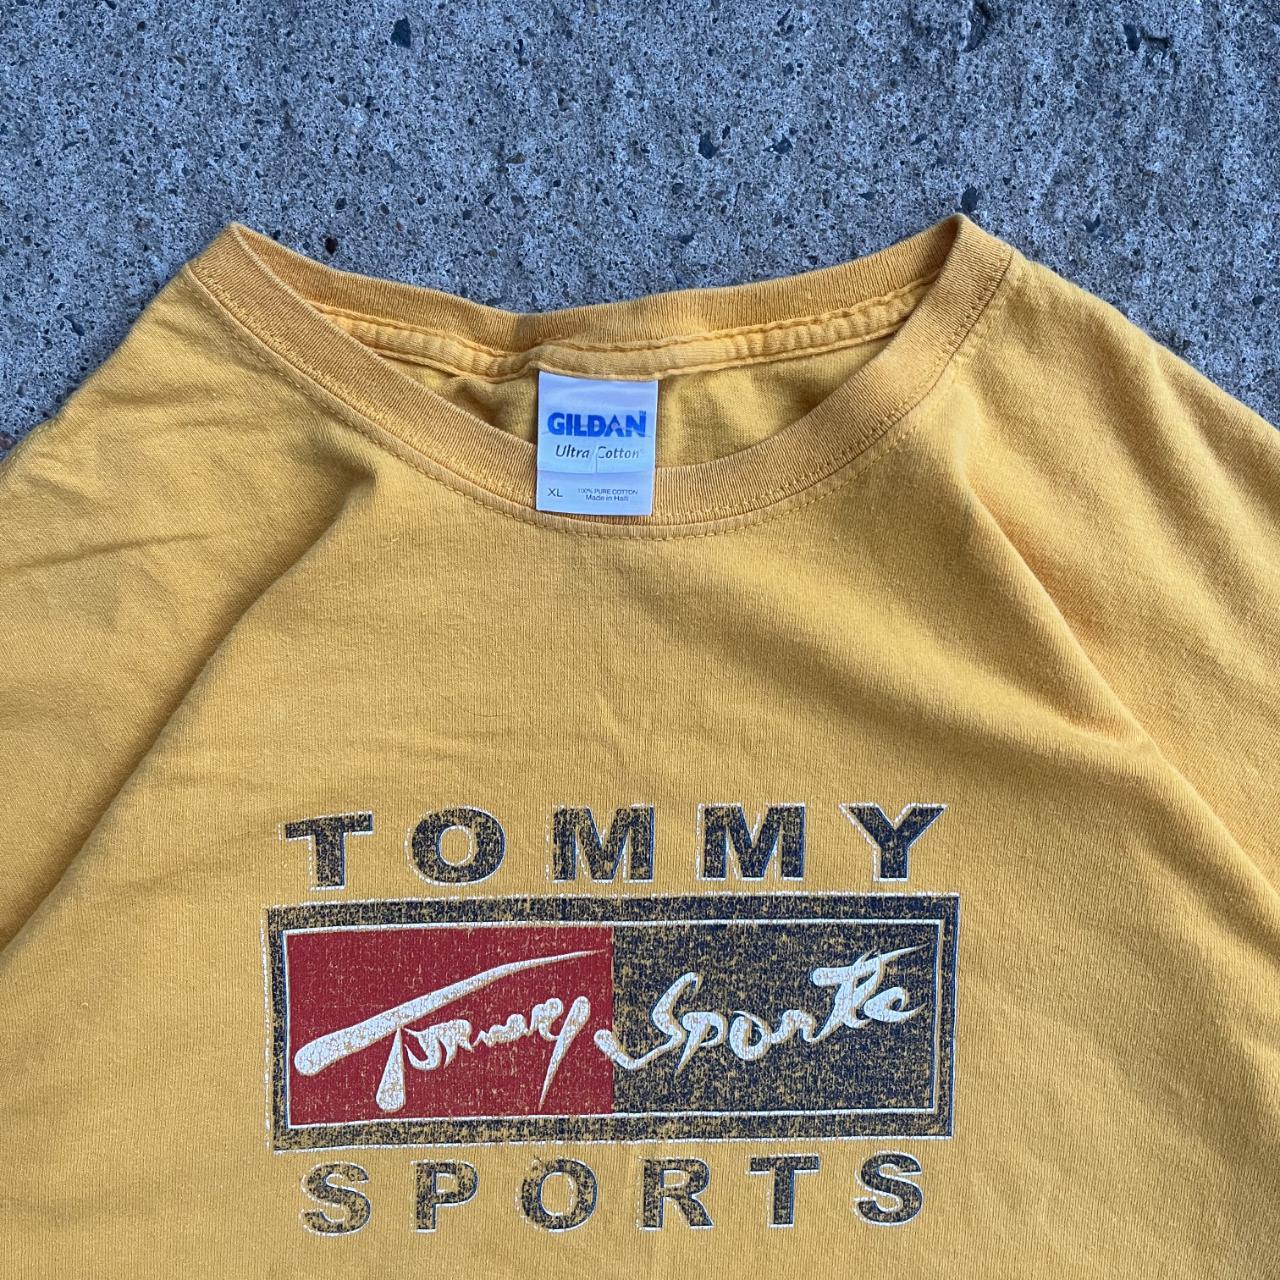 GILDAN
Ultra Cotton®
XL 100% PURE COTTON
Made in Haiti
TOMMY
Tommy Sports
SPORTS